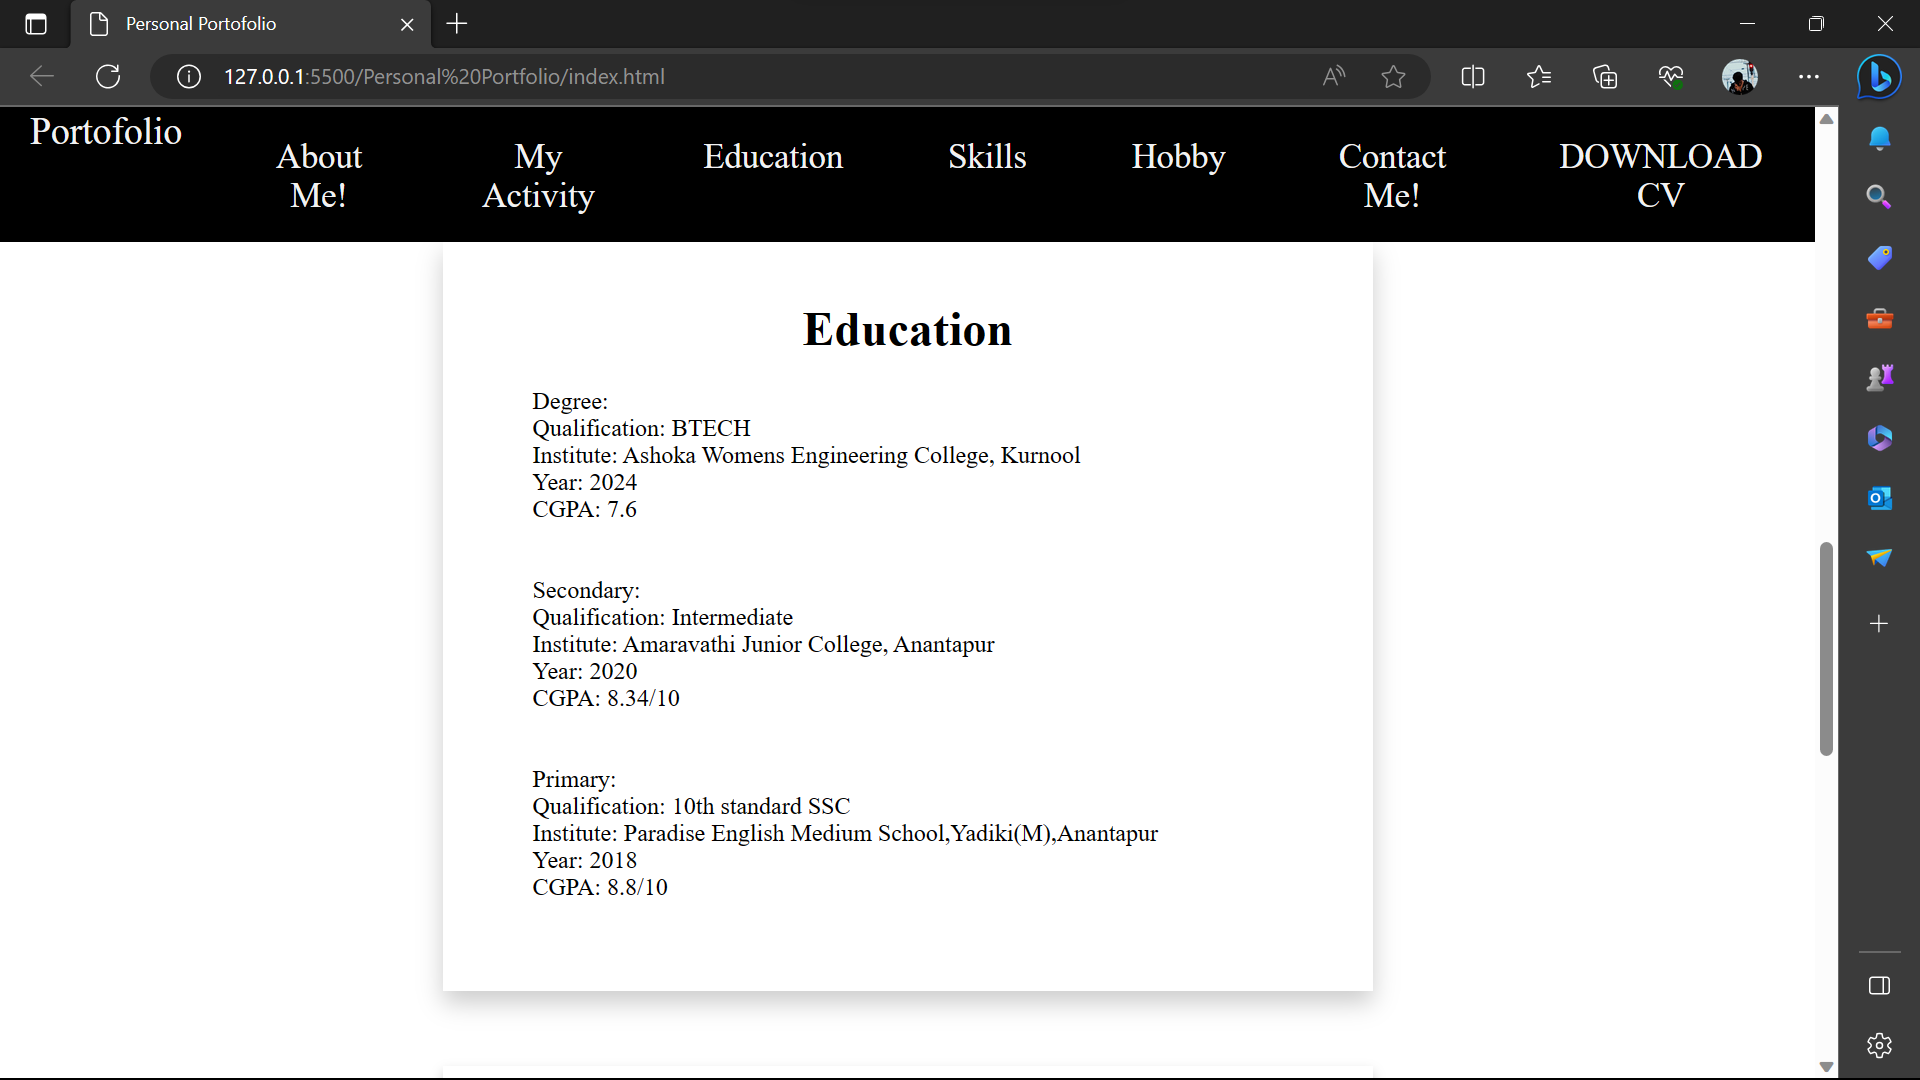 Personal Portofolio
127.0.0.1:5500/Personal%20Portfolio/index.html
Portofolio
About
Me!
My
Activity
Education
Skills
Hobby
Contact
Me!
DOWNLOAD
CV
Education
Degree:
Qualification: BTECH
Institute: Ashoka Womens Engineering College, Kurnool
Year: 2024
CGPA: 7.6
Secondary:
Qualification: Intermediate
Institute: Amaravathi Junior College, Anantapur
Year: 2020
CGPA: 8.34/10
Primary:
Qualification: 10th standard SSC
Institute: Paradise English Medium School,Yadiki(M),Anantapur
Year: 2018
CGPA: 8.8/10